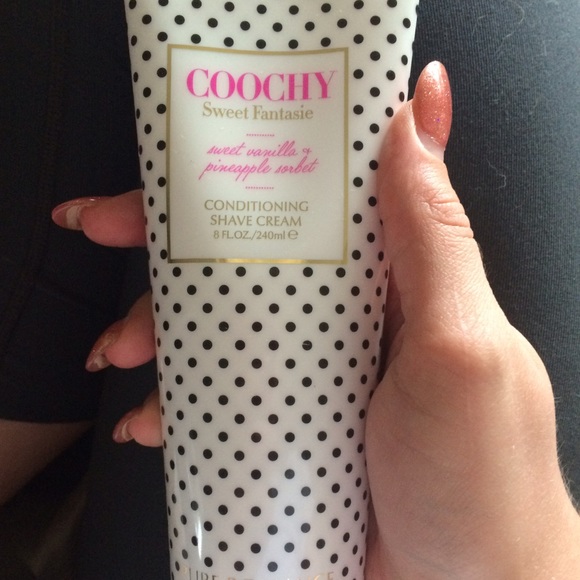 COOCHY
Sweet Fantasie
sweet vanilla &
pineapple sorbet
CONDITIONING
SHAVE CREAM
8 FL.OZ./240ml ℮